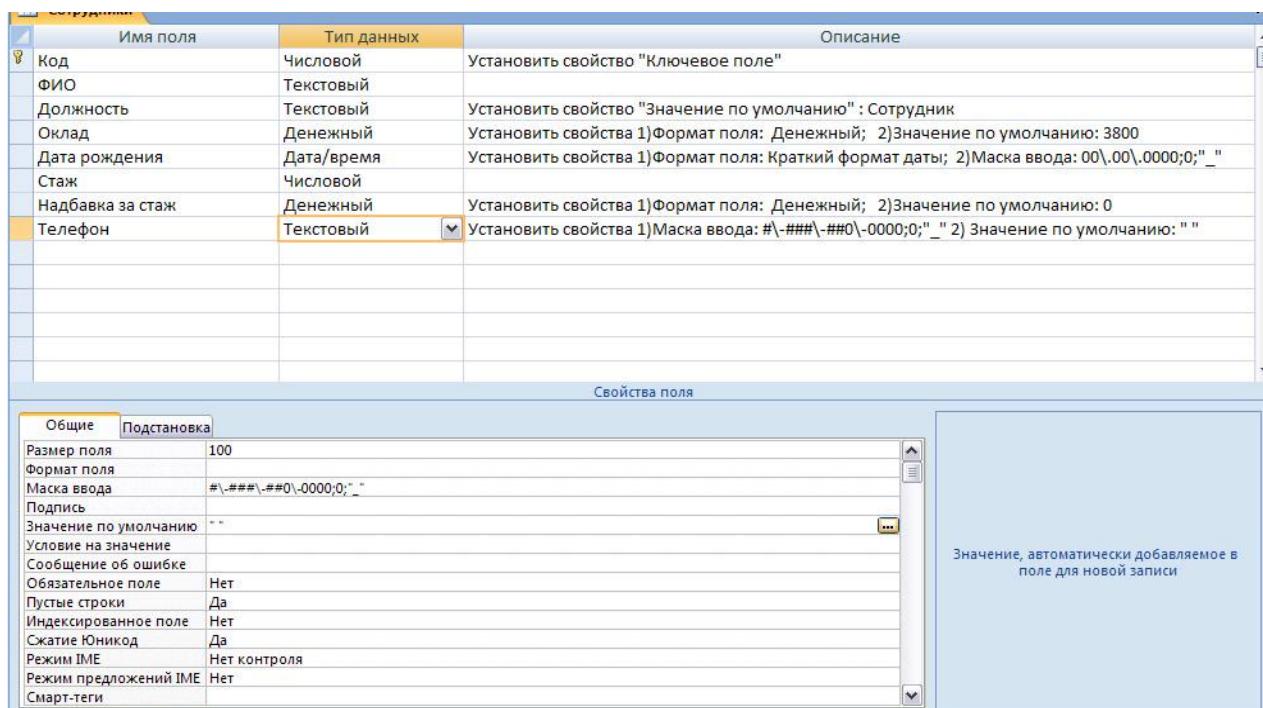 Сотрудники
Имя поля Тип данных Описание
Код Числовой Установить свойство "Ключевое поле"
ФИО Текстовый
Должность Текстовый Установить свойство "Значение по умолчанию" : Сотрудник
Оклад Денежный Установить свойства 1)Формат поля: Денежный; 2)Значение по умолчанию: 3800
Дата рождения Дата/время Установить свойства 1)Формат поля: Краткий формат даты; 2)Маска ввода: 00\.00\.0000;0;"_"
Стаж Числовой
Надбавка за стаж Денежный Установить свойства 1)Формат поля: Денежный; 2)Значение по умолчанию: 0
Телефон Текстовый Установить свойства 1)Маска ввода: #\-###\-##0\-0000;0;"_" 2) Значение по умолчанию: " "
Свойства поля
Общие Подстановка
Размер поля 100
Формат поля
Маска ввода #\-###\-##0\-0000;0;"_"
Подпись
Значение по умолчанию " "
Условие на значение
Сообщение об ошибке
Обязательное поле Нет
Пустые строки Да
Индексированное поле Нет
Сжатие Юникод Да
Режим IME Нет контроля
Режим предложений IME Нет
Смарт-теги
Значение, автоматически добавляемое в
поле для новой записи